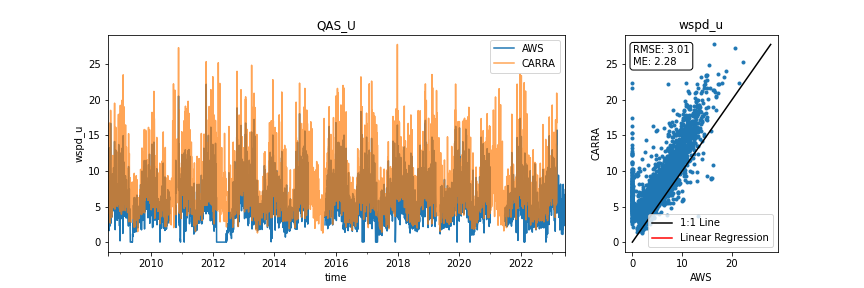 QAS_U
wspd_u
25
20
15
10
5
0
2010
2012
2014
2016
2018
2020
2022
time
AWS
CARRA
wspd_u
CARRA
25
20
15
10
5
0
0
10
20
AWS
RMSE: 3.01
ME: 2.28
1:1 Line
Linear Regression